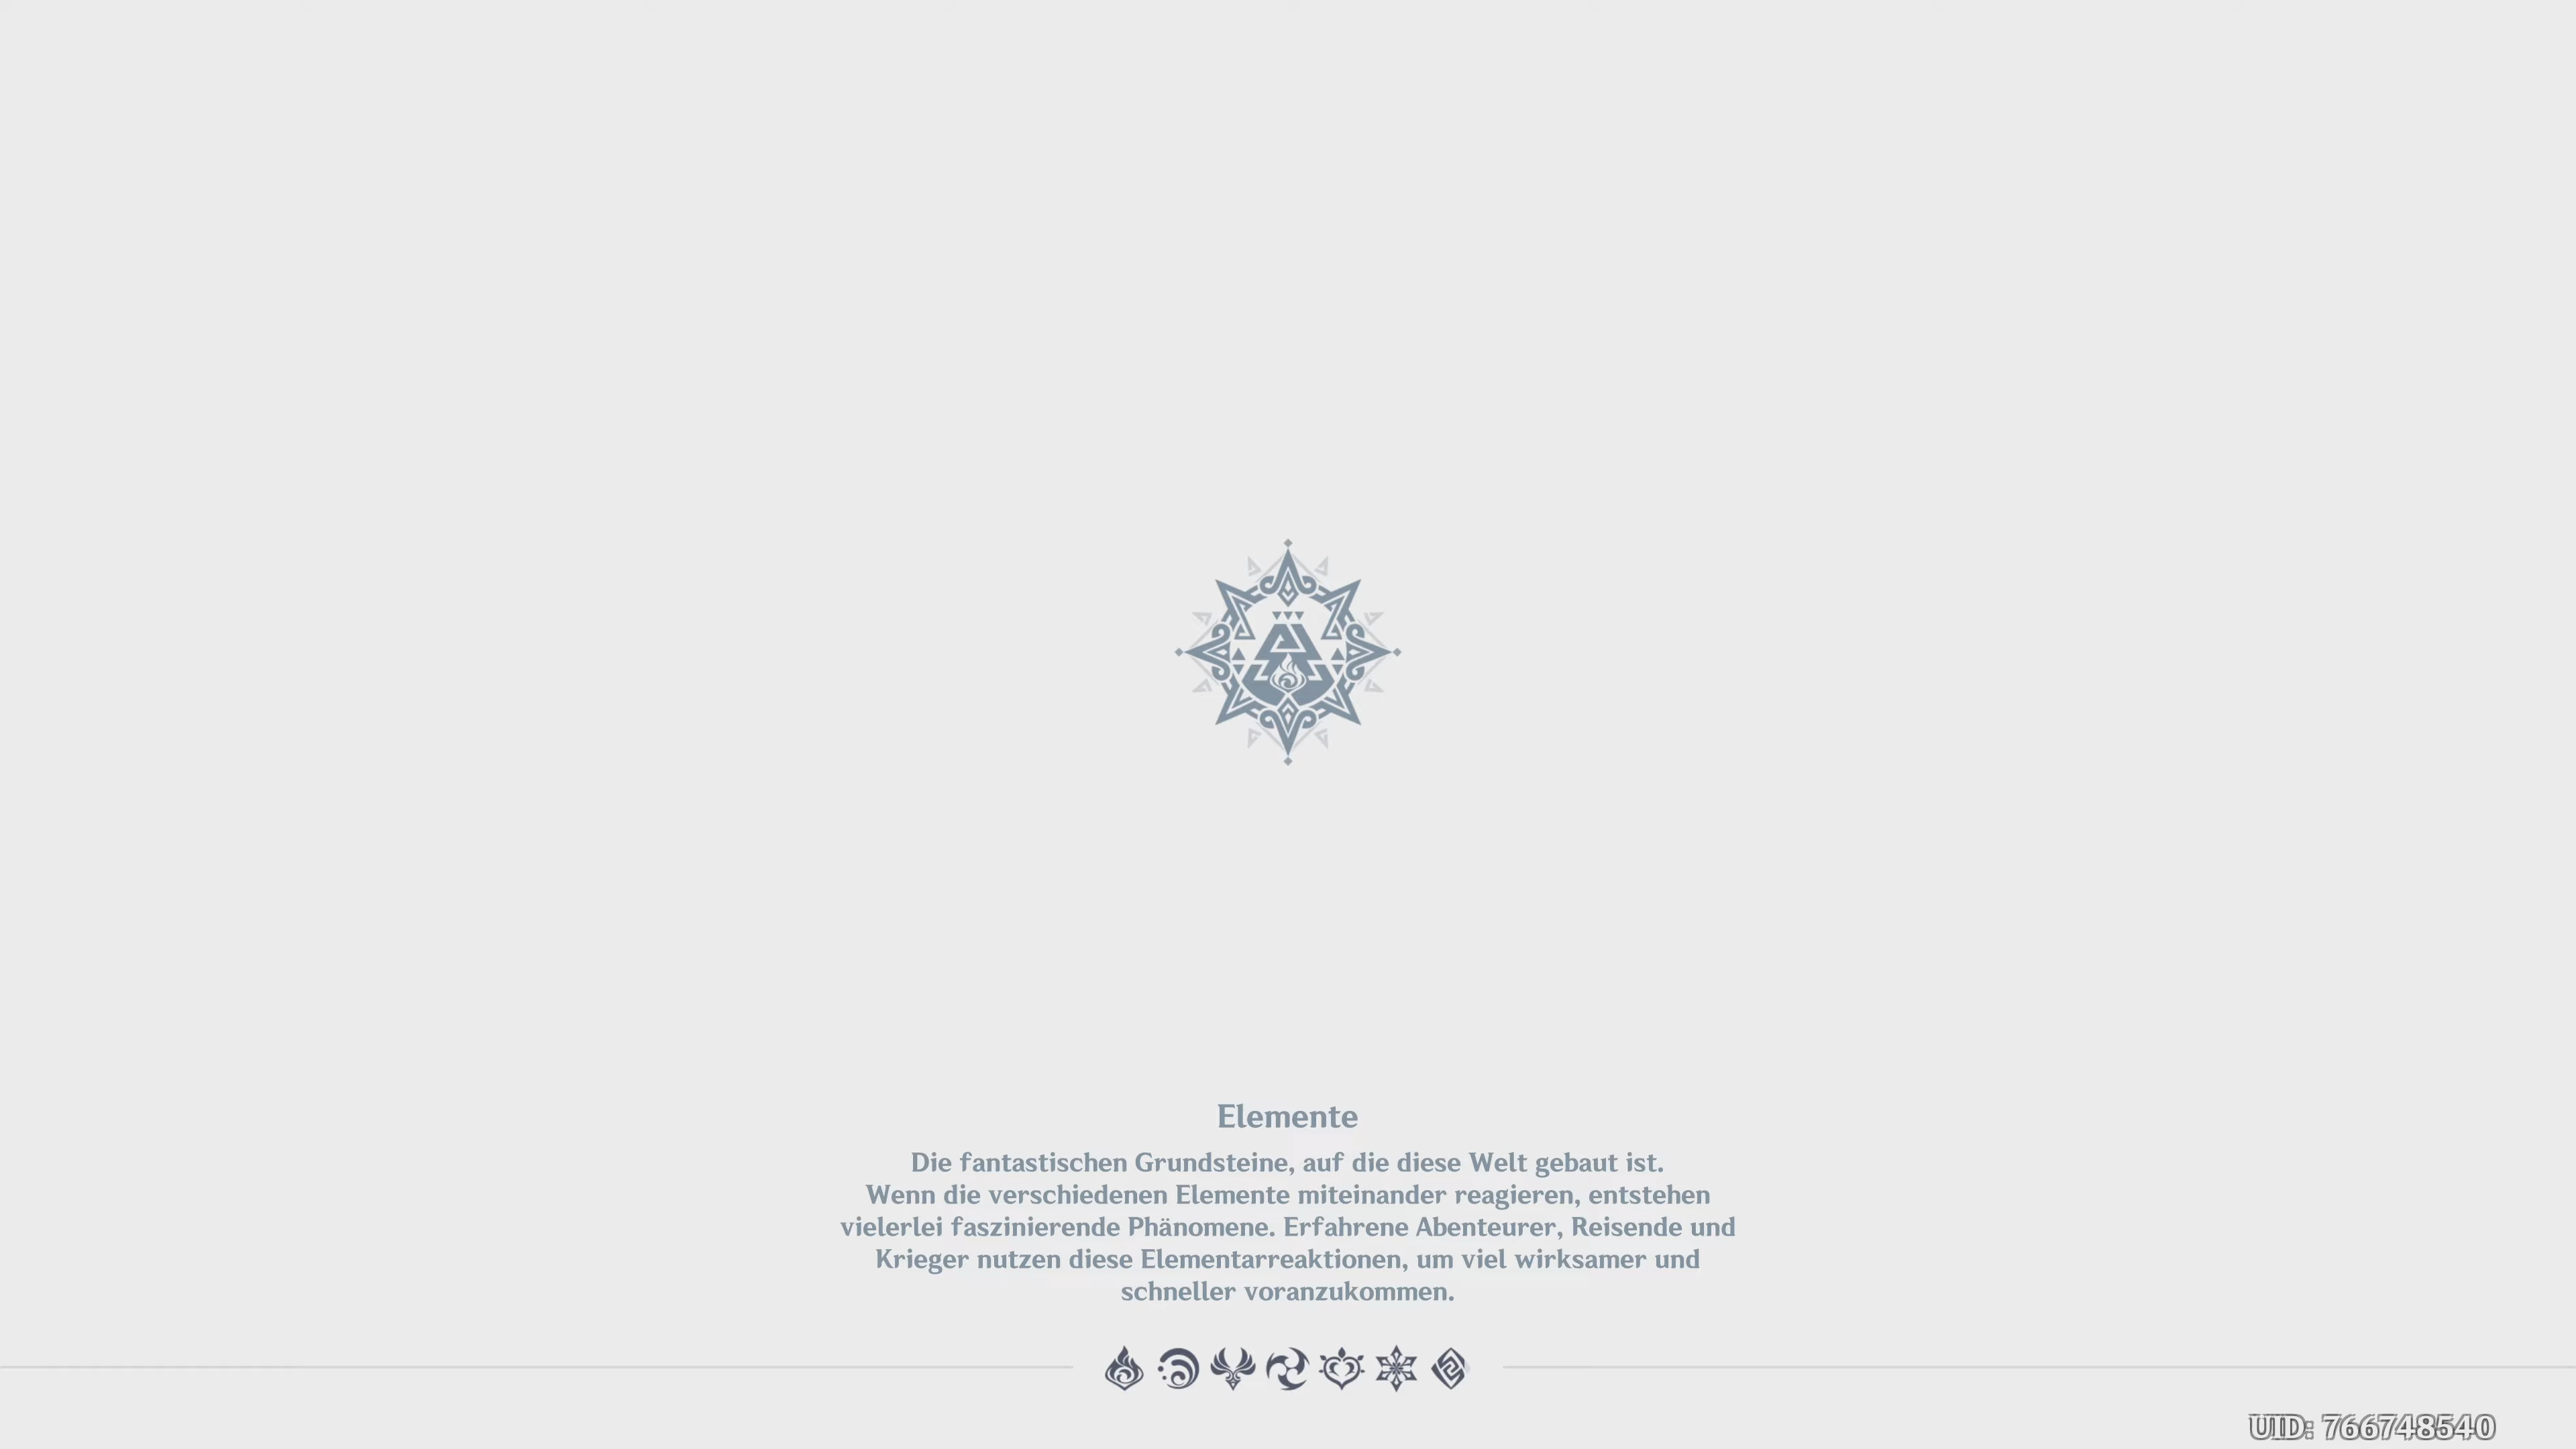 Elemente
Die fantastischen Grundsteine, auf die diese Welt gebaut ist.
Wenn die verschiedenen Elemente miteinander reagieren, entstehen
vielerlei faszinierende Phänomene. Erfahrene Abenteurer, Reisende und
Krieger nutzen diese Elementarreaktionen, um viel wirksamer und
schneller voranzukommen.
UID: 766748540